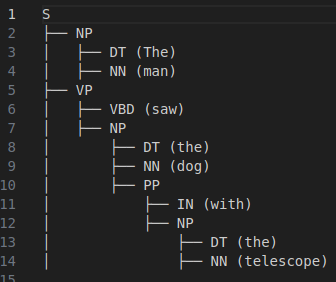 1 S
2 ├── NP
3 │   ├── DT (The)
4 │   ├── NN (man)
5 ├── VP
6 │   ├── VBD (saw)
7 │   ├── NP
8 │       ├── DT (the)
9 │       ├── NN (dog)
10 │       ├── PP
11 │           ├── IN (with)
12 │           ├── NP
13 │               ├── DT (the)
14 │               ├── NN (telescope)
15